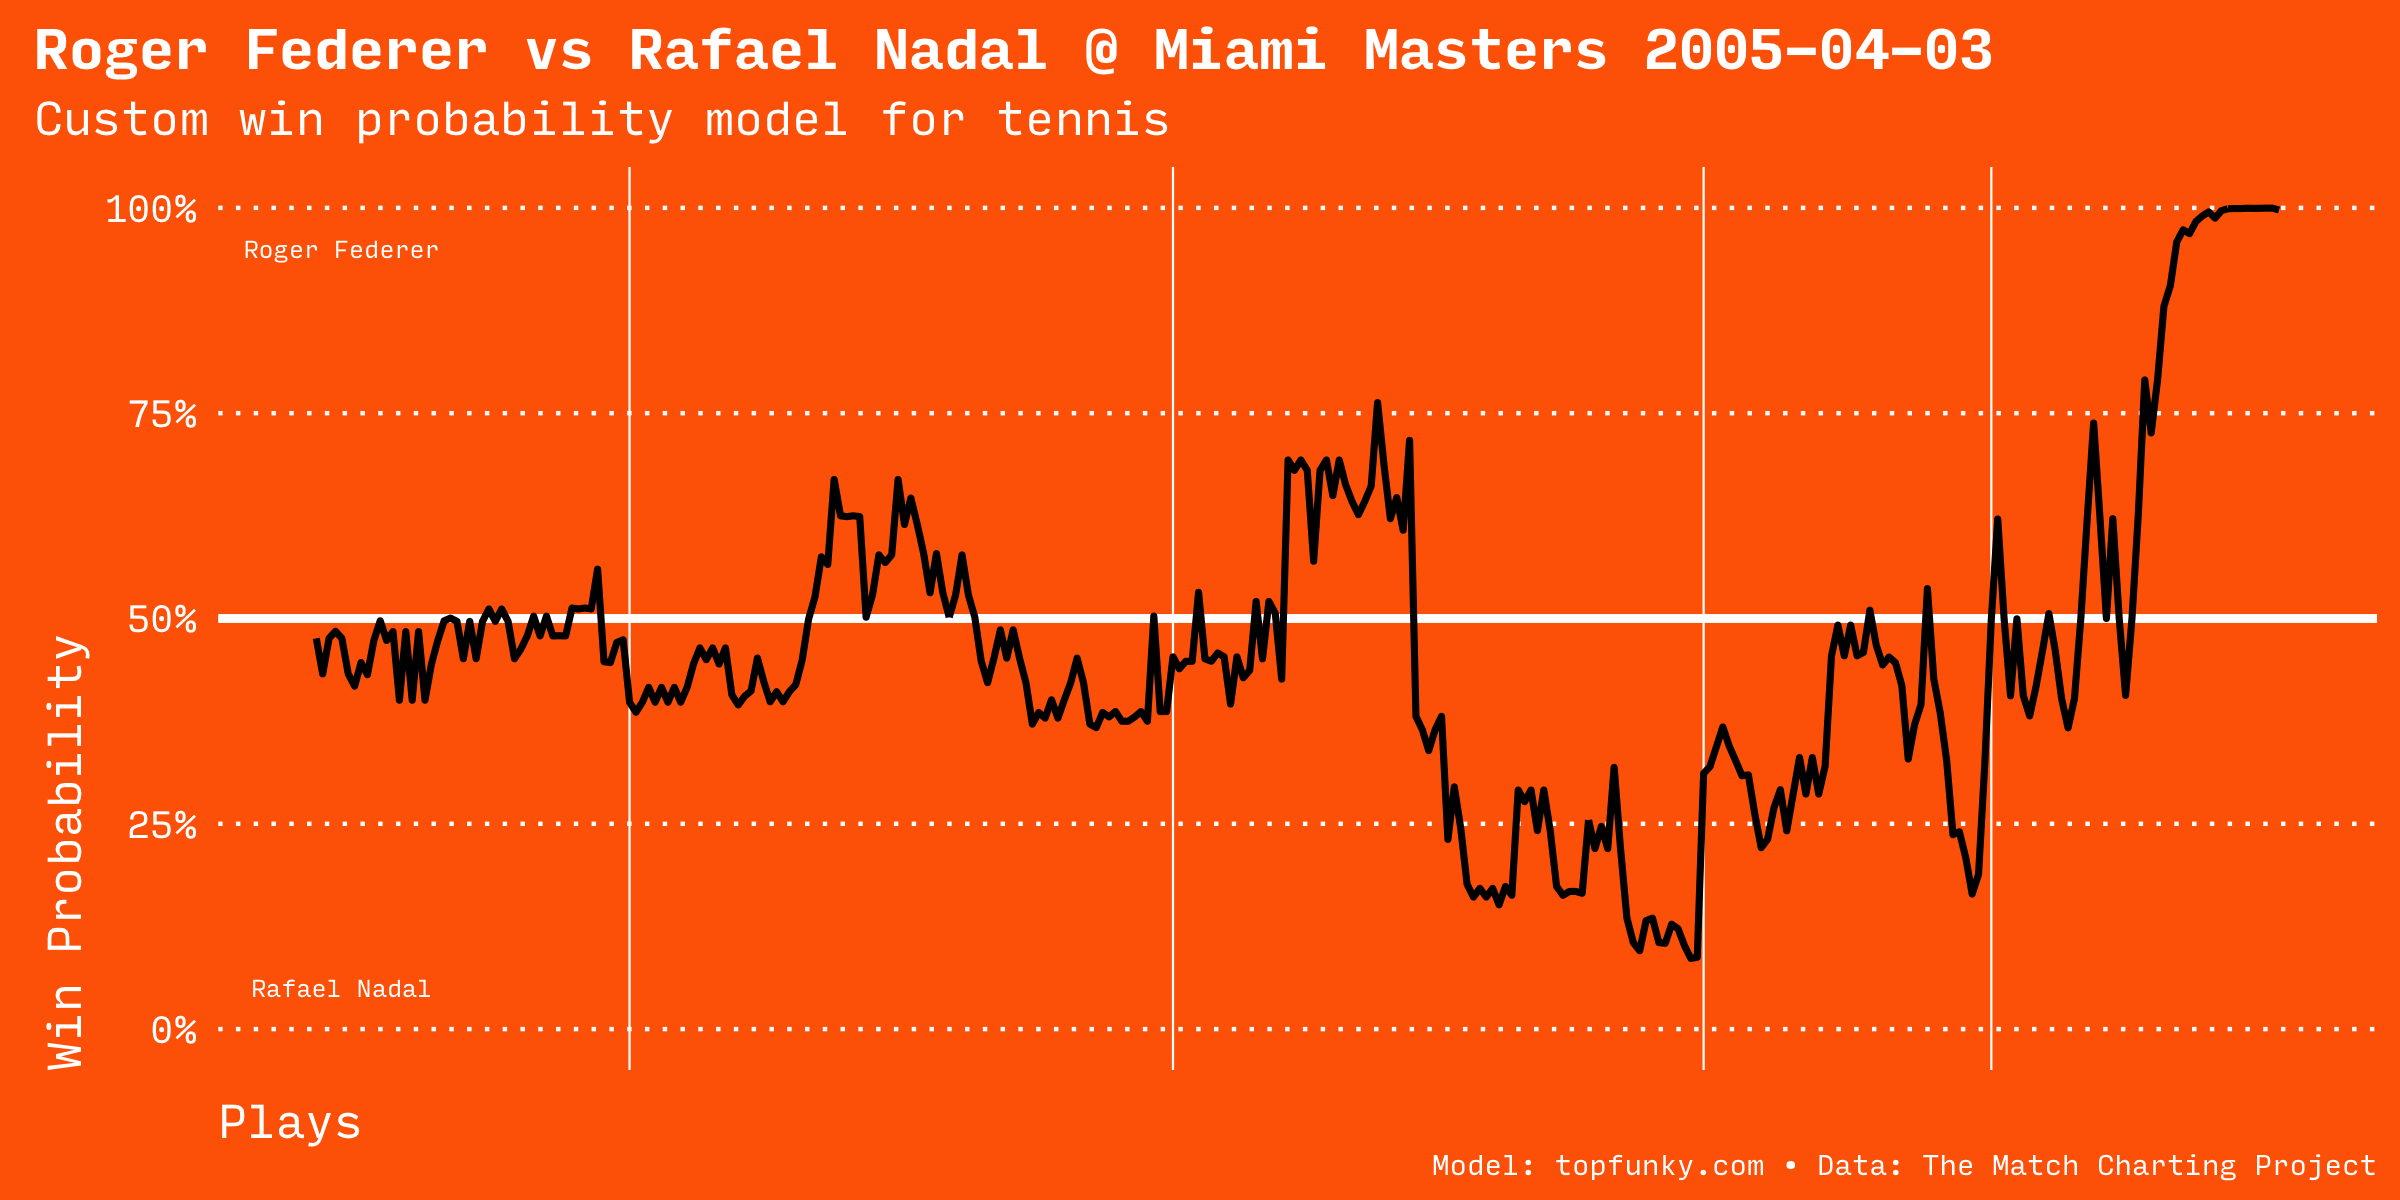 Roger Federer vs Rafael Nadal @ Miami Masters 2005-04-03
Custom win probability model for tennis
100%
Roger Federer
75%
50%
25%
Rafael Nadal
0%
Win Probability
Plays
Model: topfunky.com • Data: The Match Charting Project